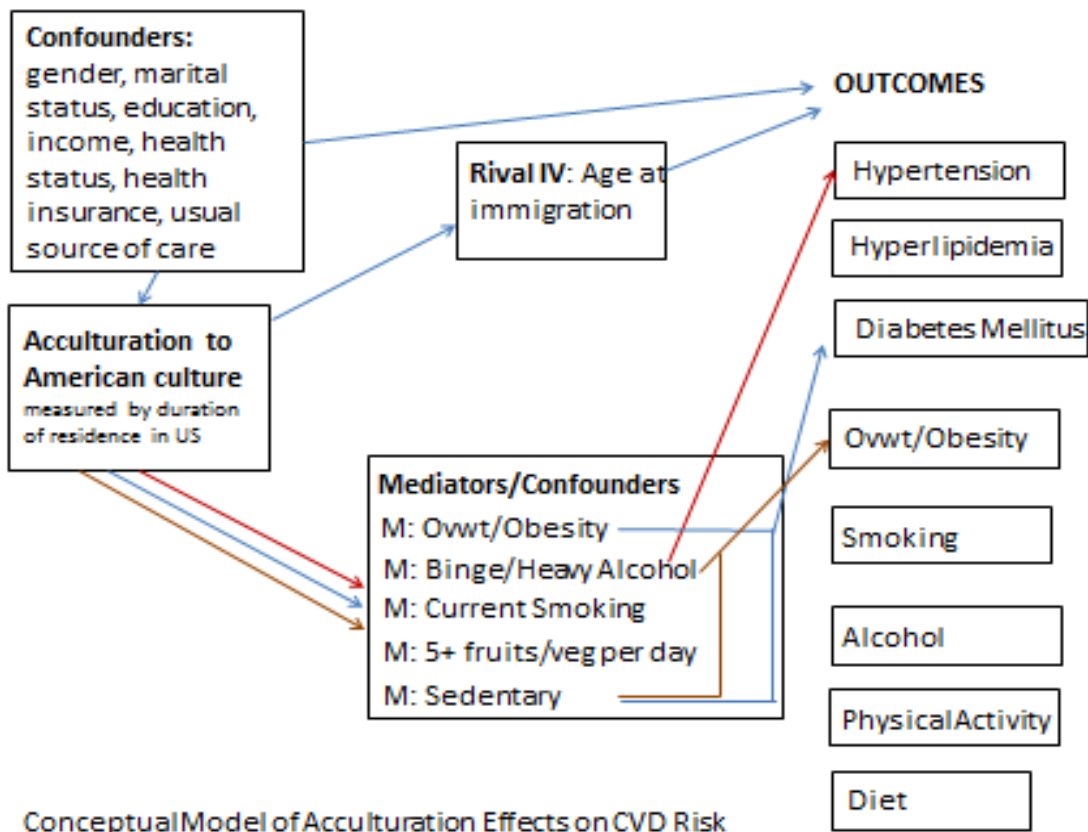 Confounders:
gender, marital
status, education,
income, health
status, health
insurance, usual
source of care
OUTCOMES
Rival IV: Age at
immigration
Hypertension
Hyperlipidemia
Diabetes Mellitus
Acculturation to
American culture
measured by duration
of residence in US
Ovwt/Obesity
Mediators/Confounders
M: Ovwt/Obesity
M: Binge/Heavy Alcohol
M: Current Smoking
M: 5+ fruits/veg per day
M: Sedentary
Smoking
Alcohol
Physical Activity
Diet
Conceptual Model of Acculturation Effects on CVD Risk